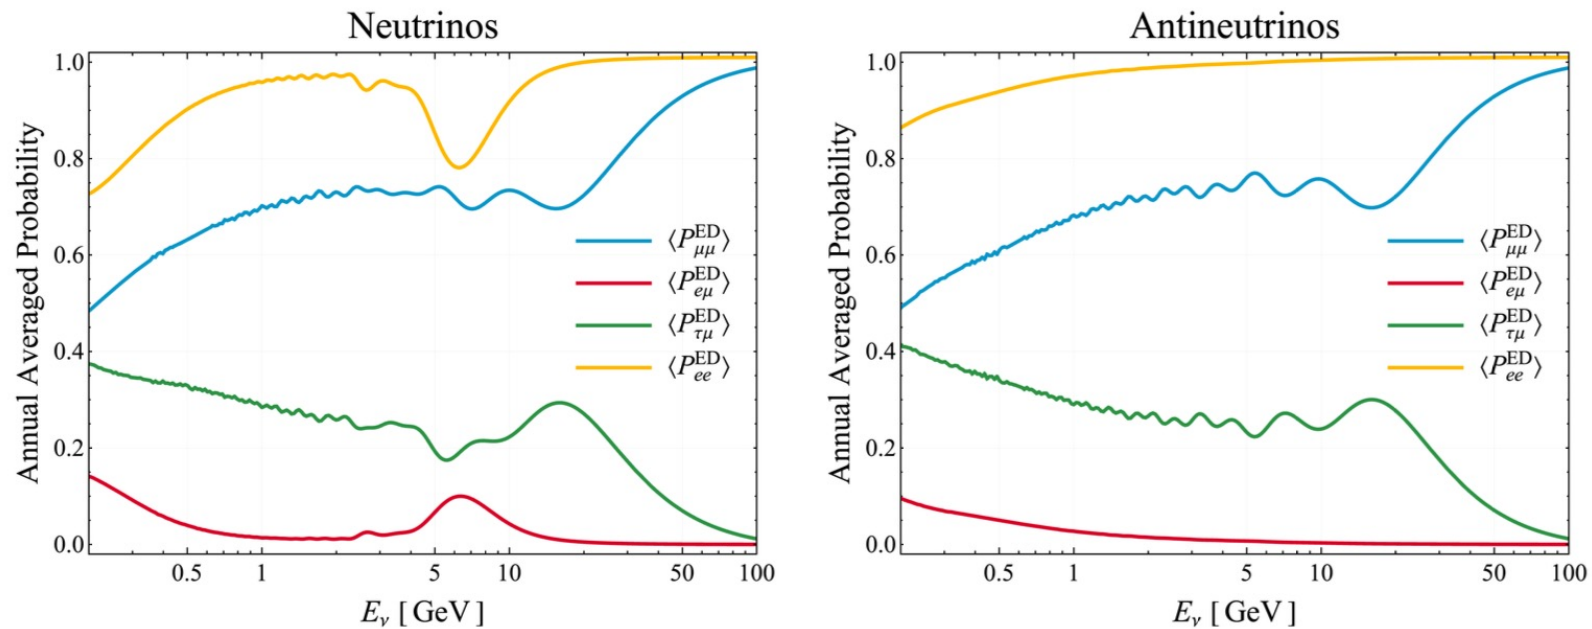 Neutrinos
Annual Averaged Probability
1.0
0.8
0.6
0.4
0.2
0.0
⟨P^ED_μμ⟩
⟨P^ED_eμ⟩
⟨P^ED_τμ⟩
⟨P^ED_ee⟩
0.5 1 5 10 50 100
E_ν [GeV]
Antineutrinos
Annual Averaged Probability
1.0
0.8
0.6
0.4
0.2
0.0
⟨P^ED_μμ⟩
⟨P^ED_eμ⟩
⟨P^ED_τμ⟩
⟨P^ED_ee⟩
0.5 1 5 10 50 100
E_ν [GeV]